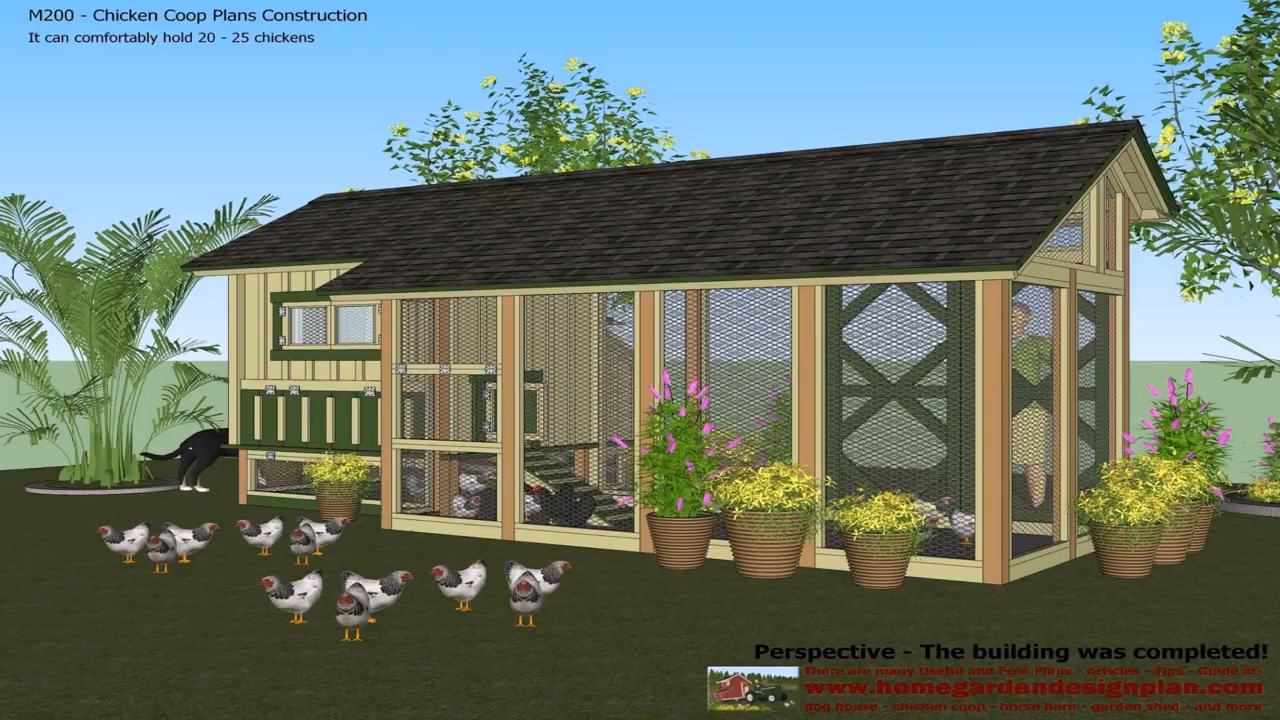 M200 - Chicken Coop Plans Construction
It can comfortably hold 20 - 25 chickens
Perspective - The building was completed!
There are many Useful and Free Plans - Articles - Tips - Guide at:
www.homegardendesignplan.com
dog house - chicken coop - horse barn - garden shed - and more